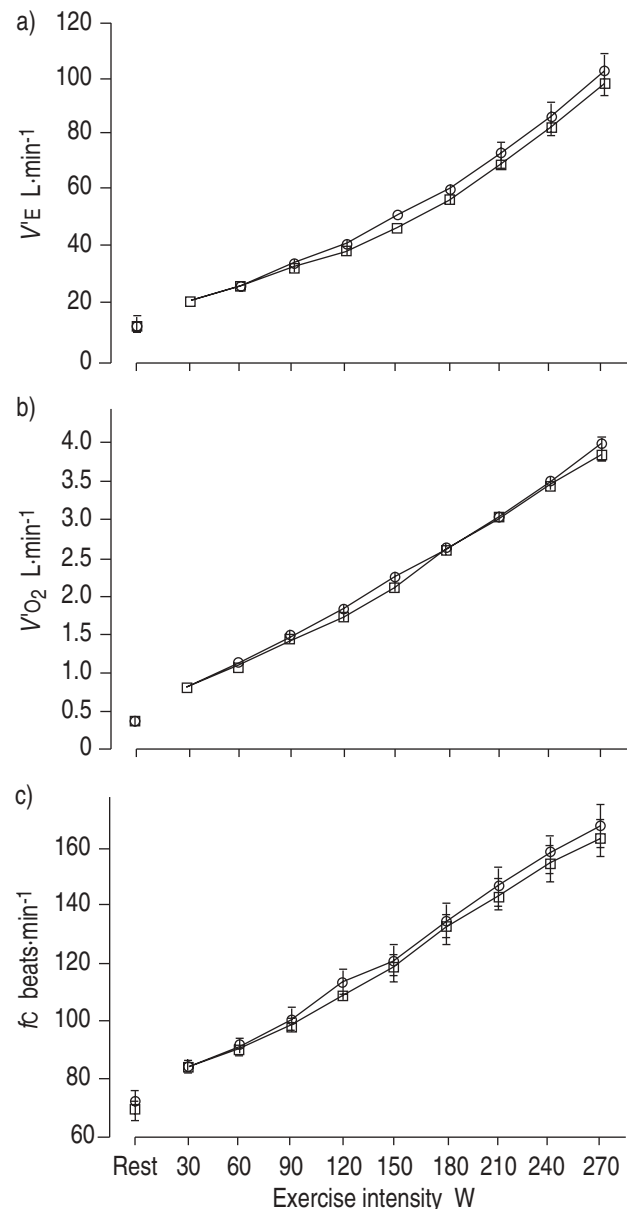 a)
120
100
80
60
40
20
0
V'E L·min-1
b)
4.0
3.5
3.0
2.5
2.0
1.5
1.0
0.5
0
V'O2 L·min-1
c)
160
140
120
100
80
60
fC beats·min-1
Rest 30 60 90 120 150 180 210 240 270
Exercise intensity W